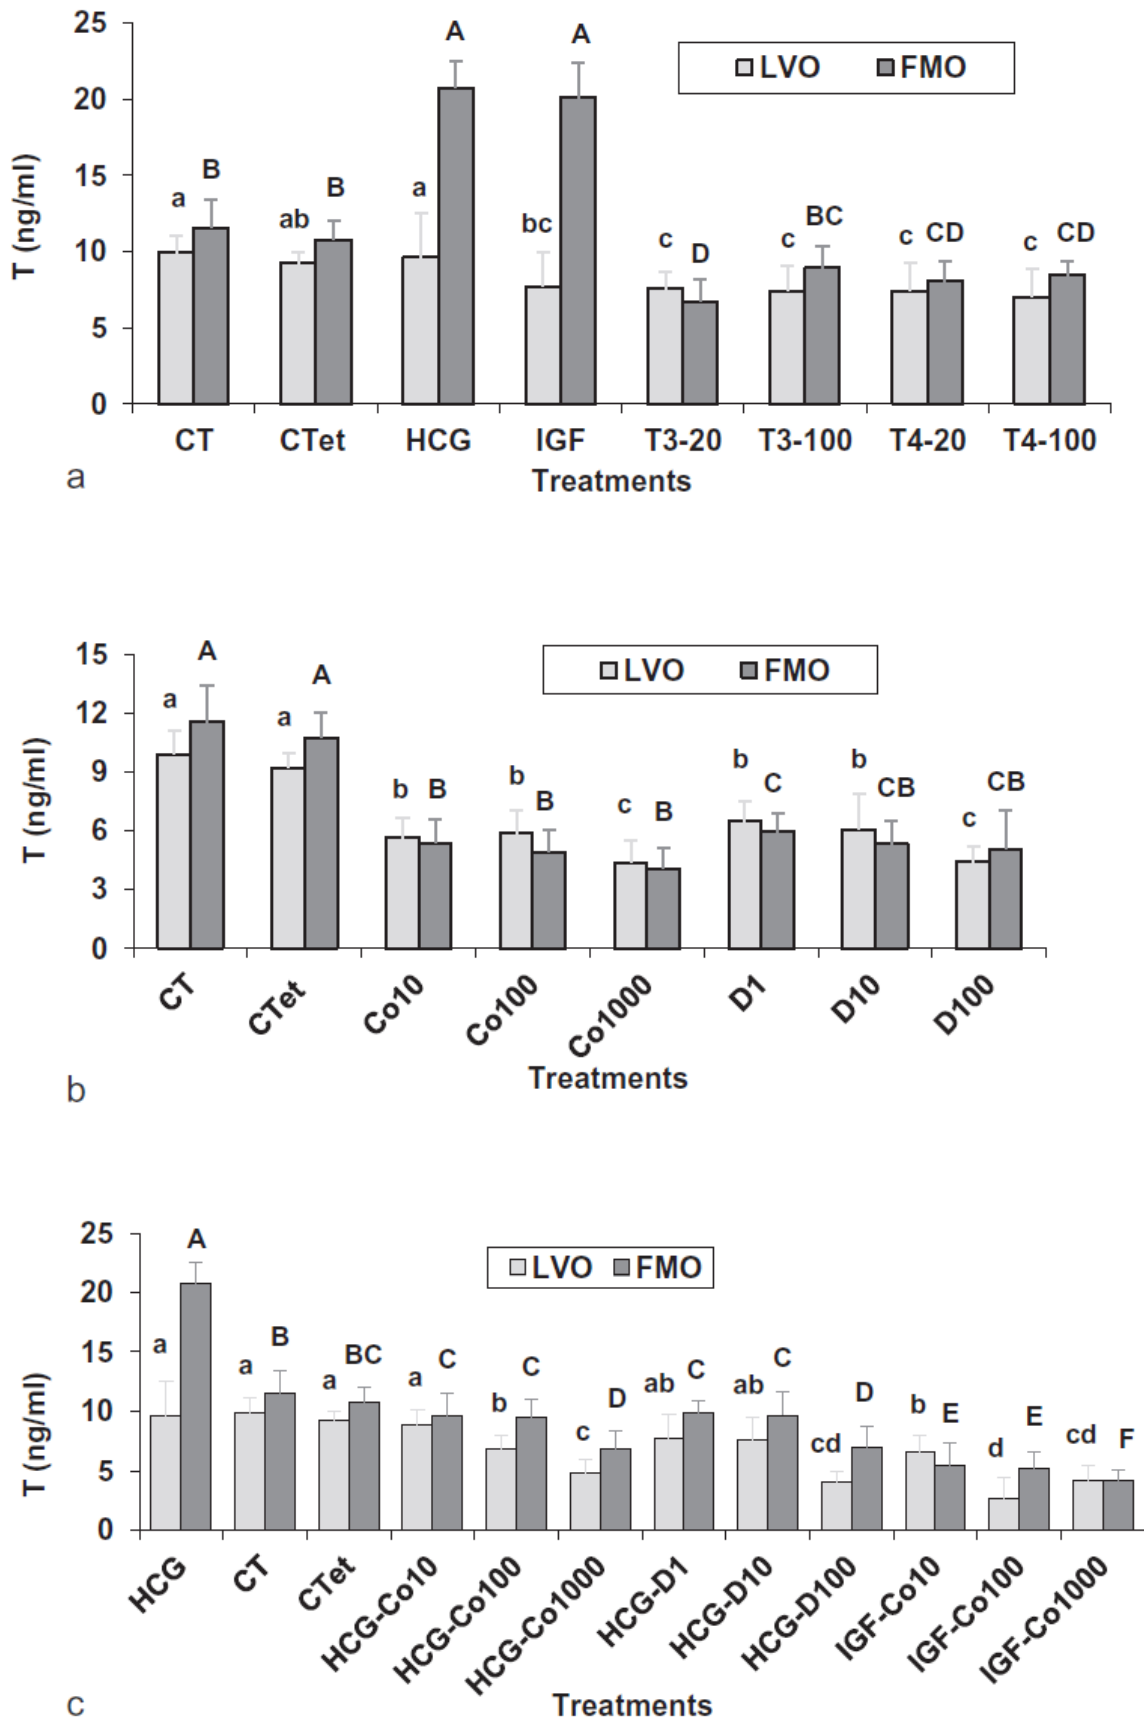 25
20
15
10
5
0
T (ng/ml)
LVO FMO
a B ab B a A bc A c D c BC c CD c CD
CT CTet HCG IGF T3-20 T3-100 T4-20 T4-100
Treatments
a
15
12
9
6
3
0
T (ng/ml)
LVO FMO
a A a A b B b B c B b C b CB c CB
CT CTet Co10 Co100 Co1000 D1 D10 D100
Treatments
b
25
20
15
10
5
0
T (ng/ml)
LVO FMO
a A a B a BC a C b C c D ab C ab C cd D b E d E cd F
HCG CT CTet HCG-Co10 HCG-Co100 HCG-Co1000 HCG-D1 HCG-D10 HCG-D100 IGF-Co10 IGF-Co100 IGF-Co1000
Treatments
c